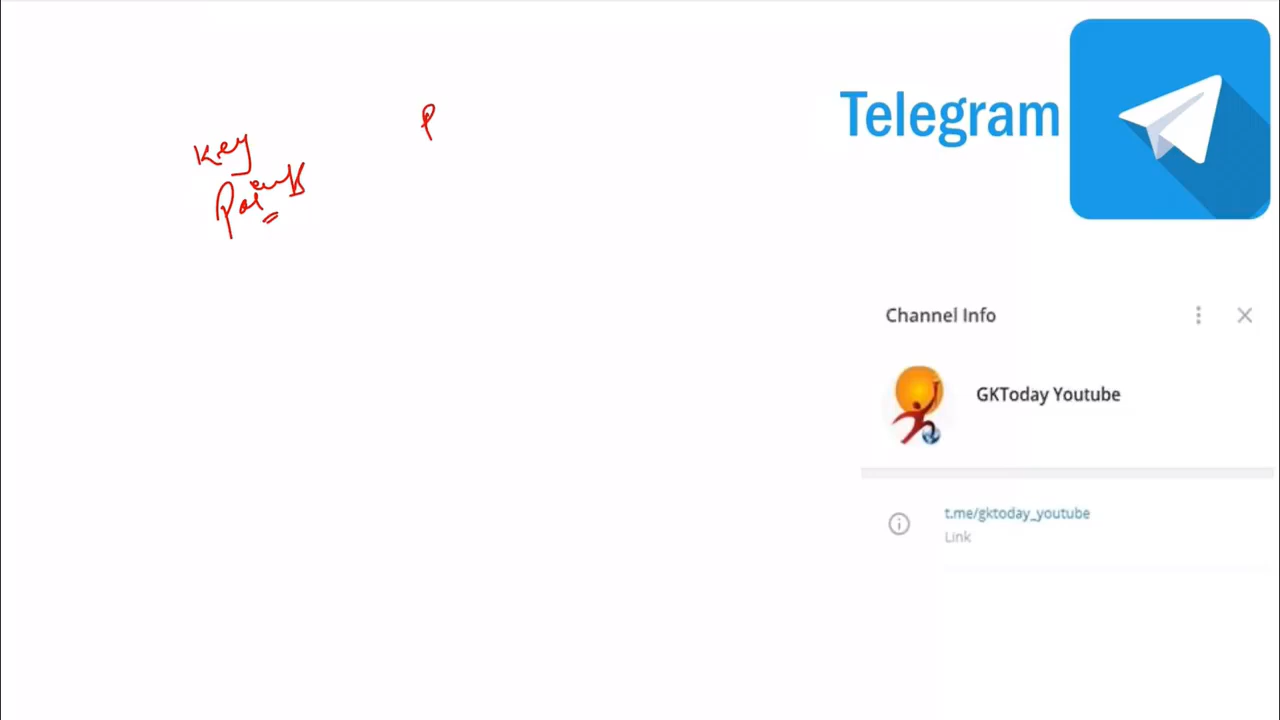 Key
Points
P
Telegram
Channel Info
GKToday Youtube
t.me/gktoday_youtube
Link